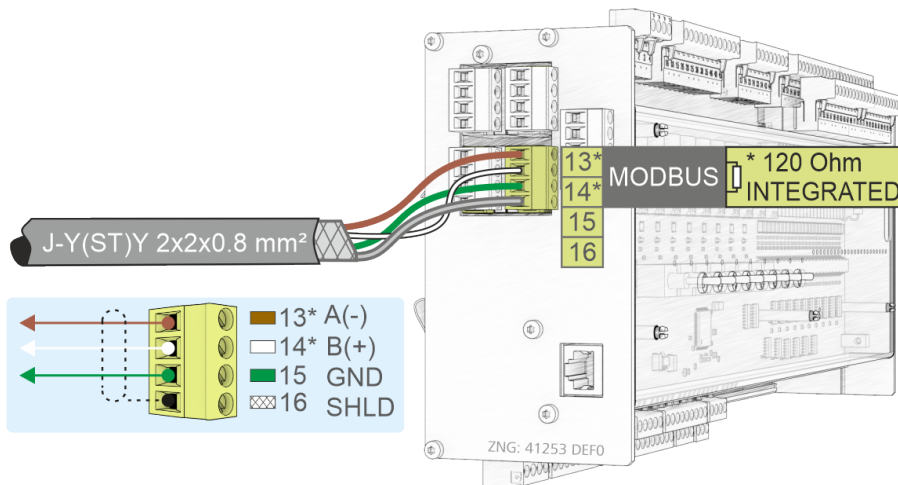 13*
14*
15
16
MODBUS
* 120 Ohm
INTEGRATED
J-Y(ST)Y 2x2x0.8 mm²
13* A(-)
14* B(+)
15 GND
16 SHLD
ZNG: 41253 DEF0